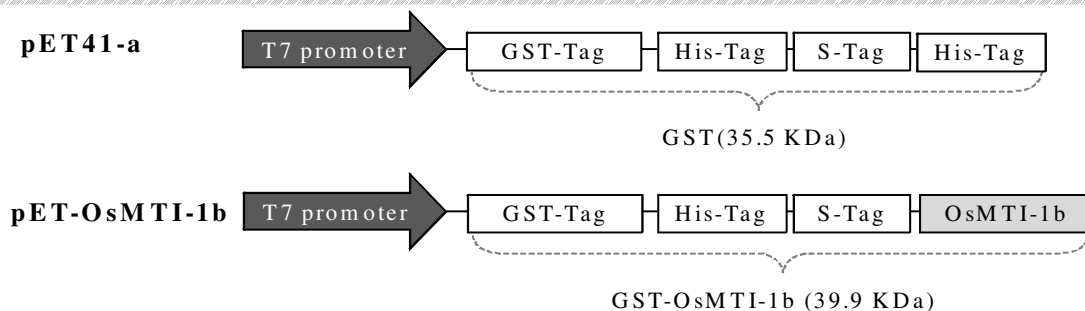 pET41-a
T7 promoter GST-Tag His-Tag S-Tag His-Tag
GST(35.5 KDa)
pET-OsMTI-1b
T7 promoter GST-Tag His-Tag S-Tag OsMTI-1b
GST-OsMTI-1b (39.9 KDa)